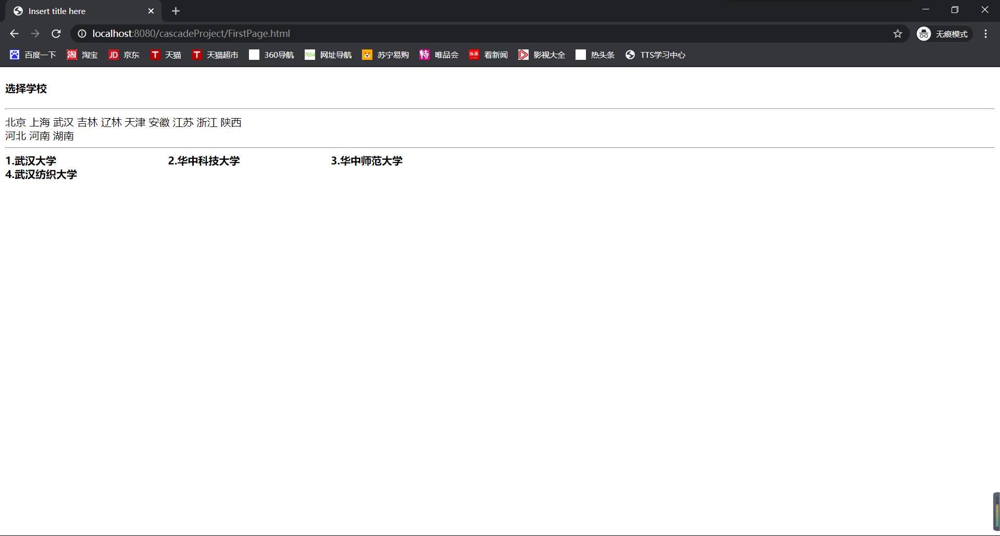 Insert title here
localhost:8080/cascadeProject/FirstPage.html 无痕模式
百度一下 淘 淘宝 JD 京东 T 天猫 T 天猫超市 360导航 7654 网址导航 苏宁易购 特 唯品会 头条 看新闻 影视大全 热头条 TTS学习中心
选择学校
北京 上海 武汉 吉林 辽林 天津 安徽 江苏 浙江 陕西
河北 河南 湖南
1.武汉大学 2.华中科技大学 3.华中师范大学
4.武汉纺织大学